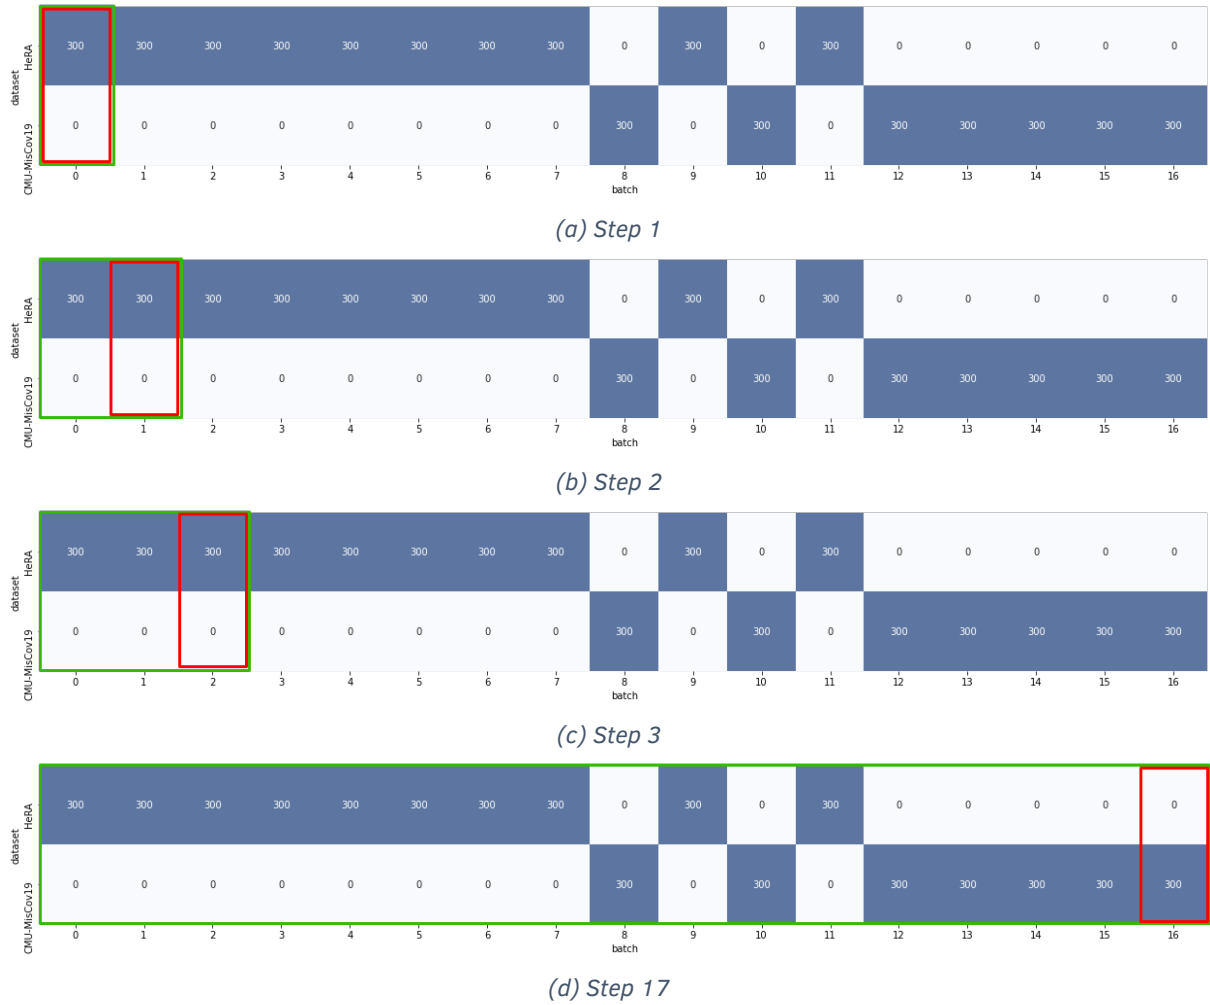 HeRA
300 300 300 300 300 300 300 300 0 300 0 300 0 0 0 0 0
dataset
CMU-MisCov19
0 0 0 0 0 0 0 0 300 0 300 0 300 300 300 300 300
0 1 2 3 4 5 6 7 8 9 10 11 12 13 14 15 16
batch
(a) Step 1
HeRA
300 300 300 300 300 300 300 300 0 300 0 300 0 0 0 0 0
dataset
CMU-MisCov19
0 0 0 0 0 0 0 0 300 0 300 0 300 300 300 300 300
0 1 2 3 4 5 6 7 8 9 10 11 12 13 14 15 16
batch
(b) Step 2
HeRA
300 300 300 300 300 300 300 300 0 300 0 300 0 0 0 0 0
dataset
CMU-MisCov19
0 0 0 0 0 0 0 0 300 0 300 0 300 300 300 300 300
0 1 2 3 4 5 6 7 8 9 10 11 12 13 14 15 16
batch
(c) Step 3
HeRA
300 300 300 300 300 300 300 300 0 300 0 300 0 0 0 0 0
dataset
CMU-MisCov19
0 0 0 0 0 0 0 0 300 0 300 0 300 300 300 300 300
0 1 2 3 4 5 6 7 8 9 10 11 12 13 14 15 16
batch
(d) Step 17